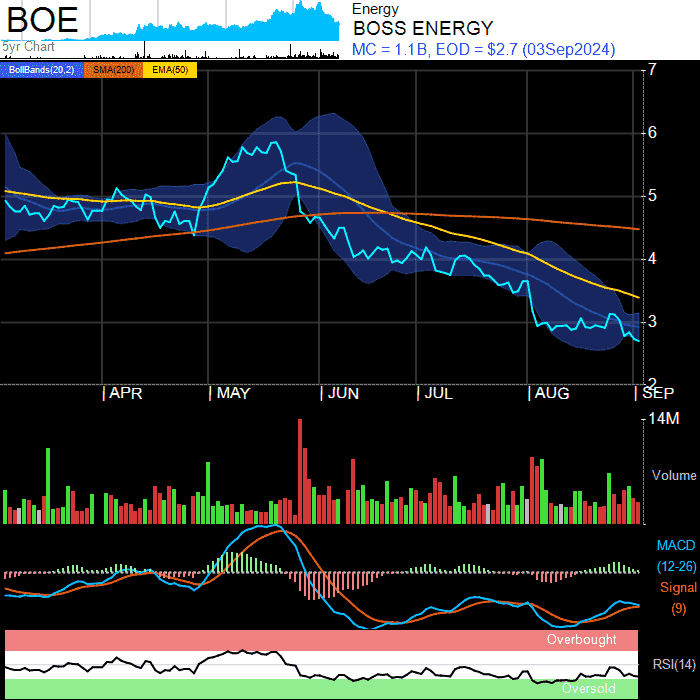 BOE
5yr Chart
Energy
BOSS ENERGY
MC = 1.1B, EOD = $2.7 (03Sep2024)
BollBands(20,2) SMA(200) EMA(50)
7
6
5
4
3
2
| APR | MAY | JUN | JUL | AUG | SEP
14M
Volume
MACD
(12-26)
Signal
(9)
Overbought
RSI(14)
Oversold